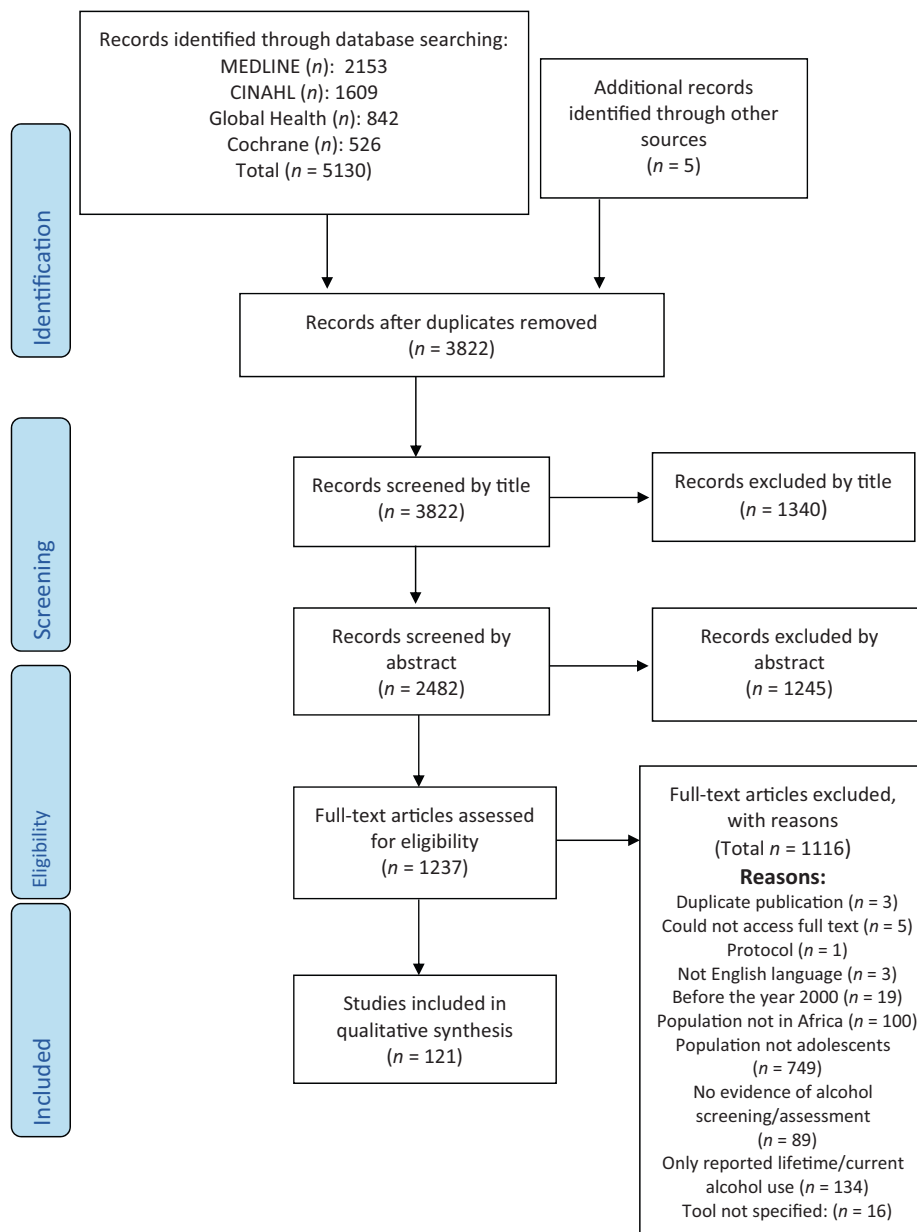 Records identified through database searching:
MEDLINE (n): 2153
CINAHL (n): 1609
Global Health (n): 842
Cochrane (n): 526
Total (n = 5130)
Additional records
identified through other
sources
(n = 5)
Identification
Records after duplicates removed
(n = 3822)
Screening
Records screened by title
(n = 3822)
Records excluded by title
(n = 1340)
Records screened by
abstract
(n = 2482)
Records excluded by
abstract
(n = 1245)
Eligibility
Full-text articles assessed
for eligibility
(n = 1237)
Full-text articles excluded,
with reasons
(Total n = 1116)
Reasons:
Duplicate publication (n = 3)
Could not access full text (n = 5)
Protocol (n = 1)
Not English language (n = 3)
Before the year 2000 (n = 19)
Population not in Africa (n = 100)
Population not adolescents
(n = 749)
No evidence of alcohol
screening/assessment
(n = 89)
Only reported lifetime/current
alcohol use (n = 134)
Tool not specified: (n = 16)
Included
Studies included in
qualitative synthesis
(n = 121)